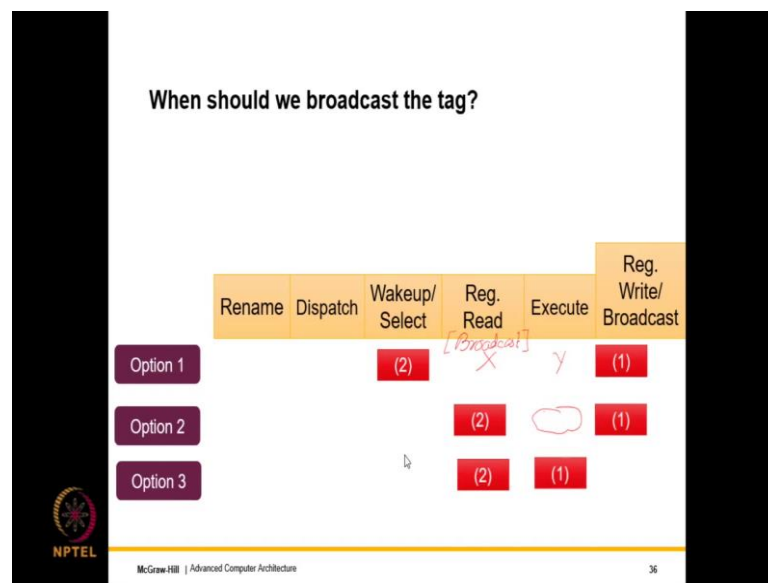 When should we broadcast the tag?
Rename Dispatch Wakeup/ Select Reg. Read Execute Reg. Write/ Broadcast
[Broadcast]
Option 1 (2) X Y (1)
Option 2 (2) (1)
Option 3 (2) (1)
NPTEL
McGraw-Hill | Advanced Computer Architecture 36